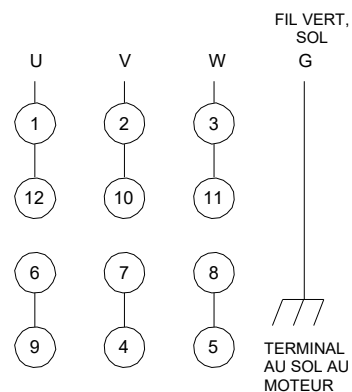 FIL VERT,
SOL
U V W G
1 2 3
12 10 11
6 7 8
9 4 5
TERMINAL
AU SOL AU
MOTEUR